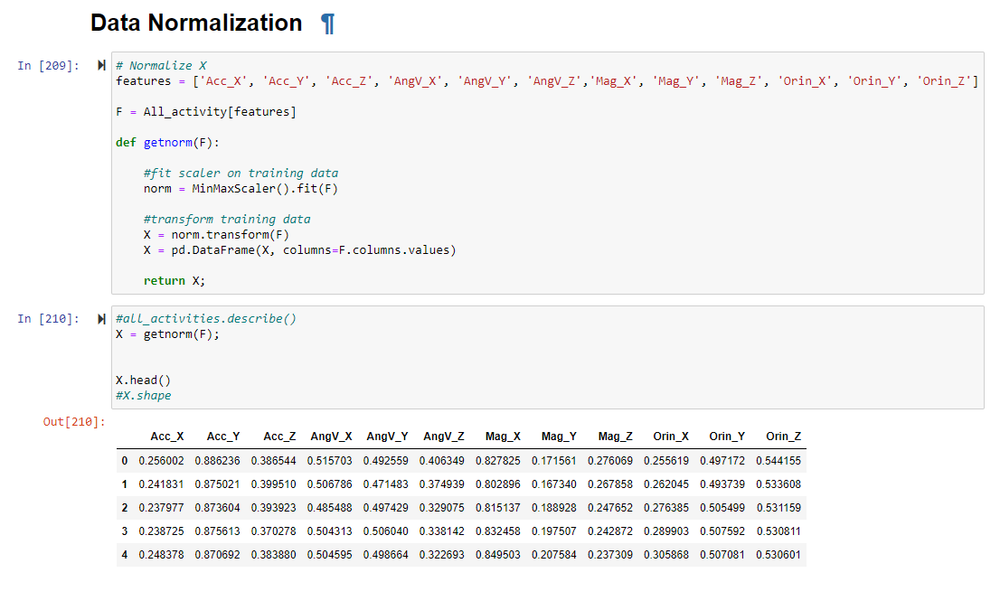 Data Normalization ¶
In [209]:
# Normalize X
features = ['Acc_X', 'Acc_Y', 'Acc_Z', 'AngV_X', 'AngV_Y', 'AngV_Z','Mag_X', 'Mag_Y', 'Mag_Z', 'Orin_X', 'Orin_Y', 'Orin_Z']
F = All_activity[features]
def getnorm(F):
#fit scaler on training data
norm = MinMaxScaler().fit(F)
#transform training data
X = norm.transform(F)
X = pd.DataFrame(X, columns=F.columns.values)
return X;
In [210]:
#all_activities.describe()
X = getnorm(F);
X.head()
#X.shape
Out[210]:
Acc_X Acc_Y Acc_Z AngV_X AngV_Y AngV_Z Mag_X Mag_Y Mag_Z Orin_X Orin_Y Orin_Z
0 0.256002 0.886236 0.386544 0.515703 0.492559 0.406349 0.827825 0.171561 0.276069 0.255619 0.497172 0.544155
1 0.241831 0.875021 0.399510 0.506786 0.471483 0.374939 0.802896 0.167340 0.267858 0.262045 0.493739 0.533608
2 0.237977 0.873604 0.393923 0.485488 0.497429 0.329075 0.815137 0.188928 0.247652 0.276385 0.505499 0.531159
3 0.238725 0.875613 0.370278 0.504313 0.506040 0.338142 0.832458 0.197507 0.242872 0.289903 0.507592 0.530811
4 0.248378 0.870692 0.383880 0.504595 0.498664 0.322693 0.849503 0.207584 0.237309 0.305868 0.507081 0.530601